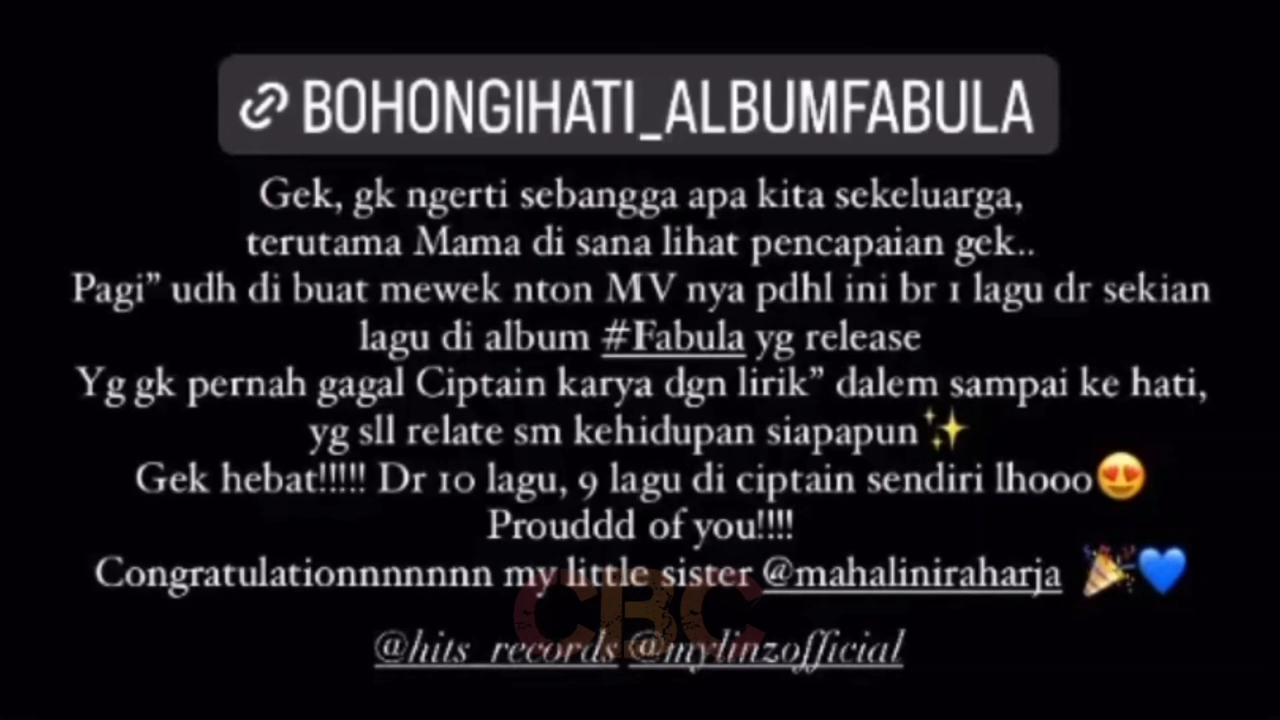 BOHONGIHATI_ALBUMFABULA
Gek, gk ngerti sebangga apa kita sekeluarga,
terutama Mama di sana lihat pencapaian gek..
Pagi” udh di buat mewek nton MV nya pdhl ini br 1 lagu dr sekian
lagu di album #Fabula yg release
Yg gk pernah gagal Ciptain karya dgn lirik” dalem sampai ke hati,
yg sll relate sm kehidupan siapapun✨
Gek hebat!!!!! Dr 10 lagu, 9 lagu di ciptain sendiri lhooo😍
Prouddd of you!!!!
Congratulationnnnnnn my little sister @mahaliniraharja 🎉💙
CBC
@hits_records @mylinzofficial